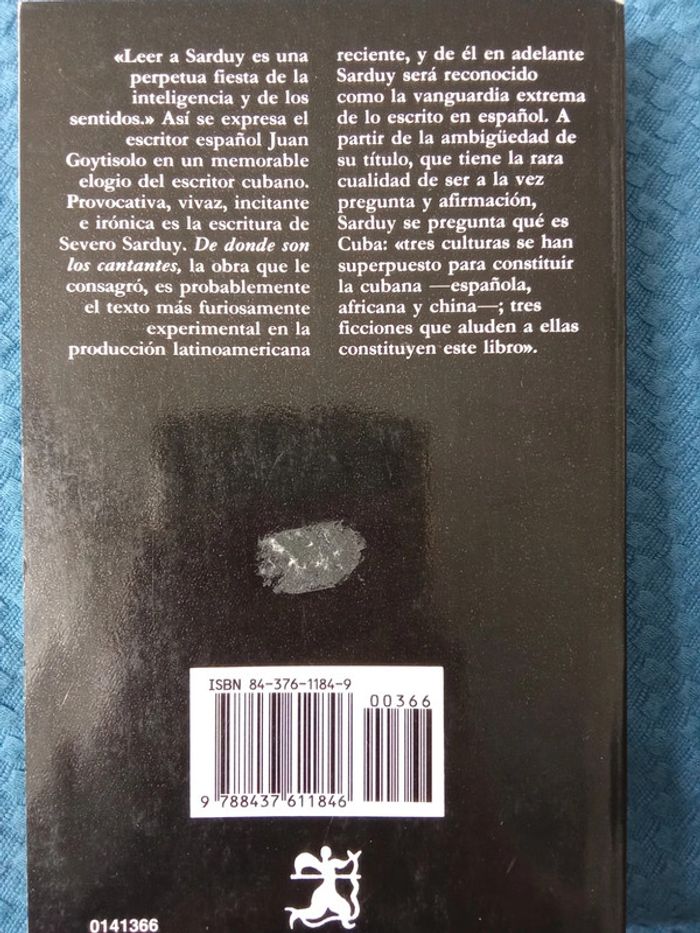 «Leer a Sarduy es una
perpetua fiesta de la
inteligencia y de los
sentidos.» Así se expresa el
escritor español Juan
Goytisolo en un memorable
elogio del escritor cubano.
Provocativa, vivaz, incitante
e irónica es la escritura de
Severo Sarduy. De donde son
los cantantes, la obra que le
consagró, es probablemente
el texto más furiosamente
experimental en la
producción latinoamericana
reciente, y de él en adelante
Sarduy será reconocido
como la vanguardia extrema
de lo escrito en español. A
partir de la ambigüedad de
su título, que tiene la rara
cualidad de ser a la vez
pregunta y afirmación,
Sarduy se pregunta qué es
Cuba: «tres culturas se han
superpuesto para constituir
la cubana —española,
africana y china—; tres
ficciones que aluden a ellas
constituyen este libro».
ISBN 84-376-1184-9
00366
9 788437 611846
0141366